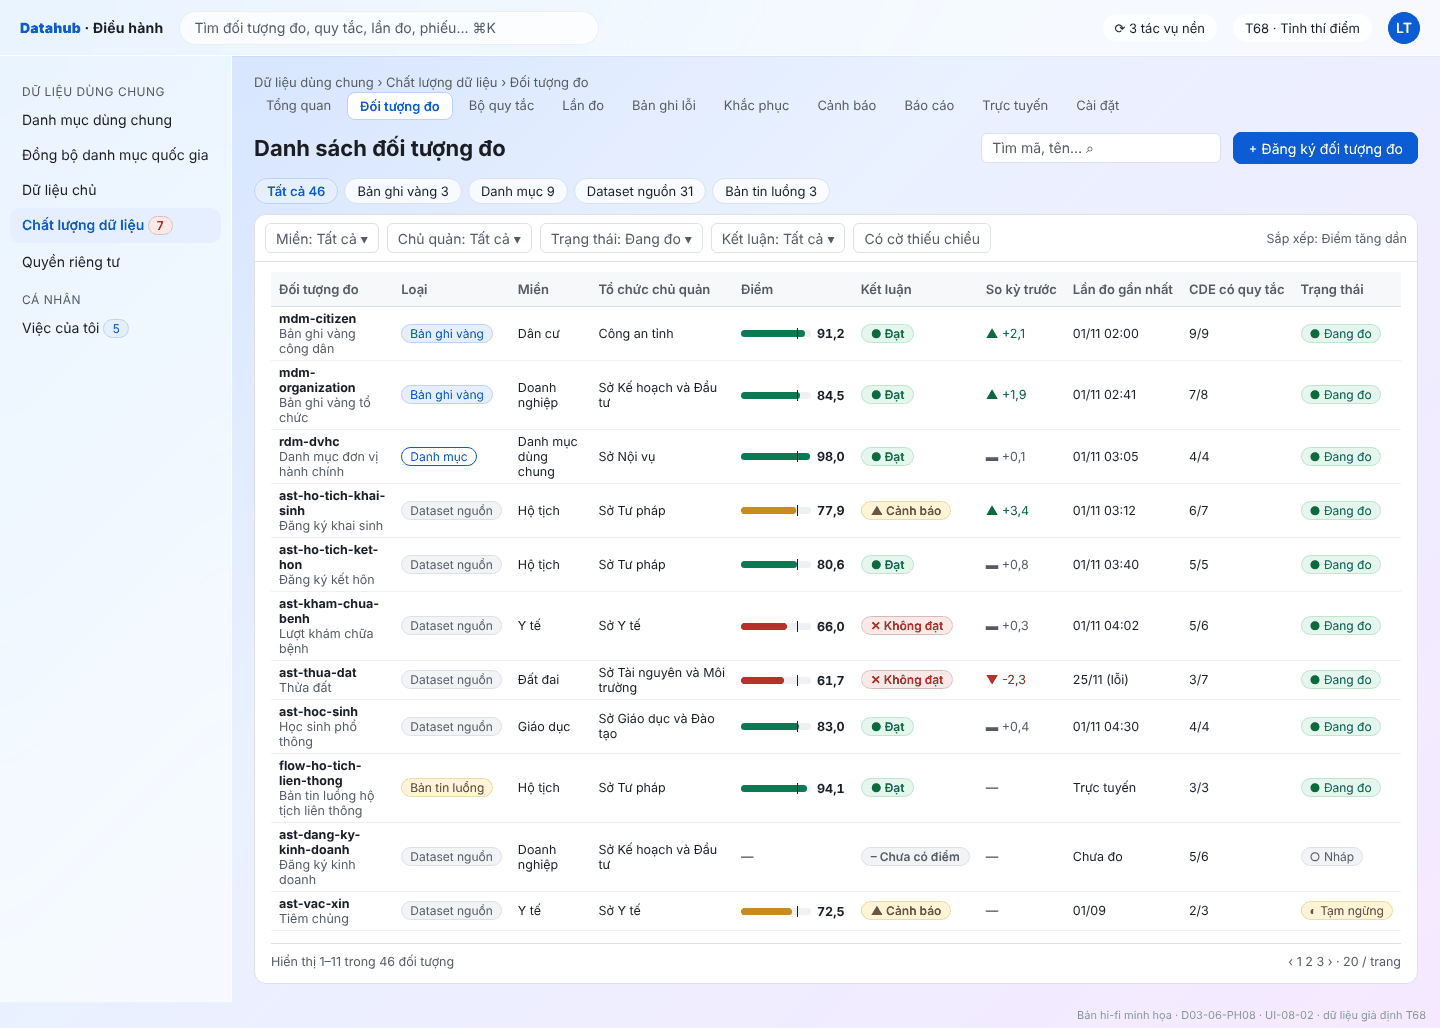 Datahub · Điều hành
Tìm đối tượng đo, quy tắc, lần đo, phiếu... ⌘K
⟳ 3 tác vụ nền
T68 · Tỉnh thí điểm
LT
DỮ LIỆU DÙNG CHUNG
Danh mục dùng chung
Đồng bộ danh mục quốc gia
Dữ liệu chủ
Chất lượng dữ liệu 7
Quyền riêng tư
CÁ NHÂN
Việc của tôi 5
Dữ liệu dùng chung › Chất lượng dữ liệu › Đối tượng đo
Tổng quan Đối tượng đo Bộ quy tắc Lần đo Bản ghi lỗi Khắc phục Cảnh báo Báo cáo Trực tuyến Cài đặt
Danh sách đối tượng đo
Tìm mã, tên... ⌕
+ Đăng ký đối tượng đo
Tất cả 46 Bản ghi vàng 3 Danh mục 9 Dataset nguồn 31 Bản tin luồng 3
Miền: Tất cả ▾ Chủ quản: Tất cả ▾ Trạng thái: Đang đo ▾ Kết luận: Tất cả ▾ Có cờ thiếu chiều
Sắp xếp: Điểm tăng dần
Đối tượng đo Loại Miền Tổ chức chủ quản Điểm Kết luận So kỳ trước Lần đo gần nhất CDE có quy tắc Trạng thái
mdm-citizen
Bản ghi vàng
công dân
Bản ghi vàng
Dân cư
Công an tỉnh
91,2
● Đạt
▲ +2,1
01/11 02:00
9/9
● Đang đo
mdm-
organization
Bản ghi vàng tổ
chức
Bản ghi vàng
Doanh
nghiệp
Sở Kế hoạch và Đầu
tư
84,5
● Đạt
▲ +1,9
01/11 02:41
7/8
● Đang đo
rdm-dvhc
Danh mục đơn vị
hành chính
Danh mục
Danh mục
dùng
chung
Sở Nội vụ
98,0
● Đạt
▬ +0,1
01/11 03:05
4/4
● Đang đo
ast-ho-tich-khai-
sinh
Đăng ký khai sinh
Dataset nguồn
Hộ tịch
Sở Tư pháp
77,9
▲ Cảnh báo
▲ +3,4
01/11 03:12
6/7
● Đang đo
ast-ho-tich-ket-
hon
Đăng ký kết hôn
Dataset nguồn
Hộ tịch
Sở Tư pháp
80,6
● Đạt
▬ +0,8
01/11 03:40
5/5
● Đang đo
ast-kham-chua-
benh
Lượt khám chữa
bệnh
Dataset nguồn
Y tế
Sở Y tế
66,0
✕ Không đạt
▬ +0,3
01/11 04:02
5/6
● Đang đo
ast-thua-dat
Thửa đất
Dataset nguồn
Đất đai
Sở Tài nguyên và Môi
trường
61,7
✕ Không đạt
▼ -2,3
25/11 (lỗi)
3/7
● Đang đo
ast-hoc-sinh
Học sinh phổ
thông
Dataset nguồn
Giáo dục
Sở Giáo dục và Đào
tạo
83,0
● Đạt
▬ +0,4
01/11 04:30
4/4
● Đang đo
flow-ho-tich-
lien-thong
Bản tin luồng hộ
tịch liên thông
Bản tin luồng
Hộ tịch
Sở Tư pháp
94,1
● Đạt
—
Trực tuyến
3/3
● Đang đo
ast-dang-ky-
kinh-doanh
Đăng ký kinh
doanh
Dataset nguồn
Doanh
nghiệp
Sở Kế hoạch và Đầu
tư
—
– Chưa có điểm
—
Chưa đo
5/6
○ Nháp
ast-vac-xin
Tiêm chủng
Dataset nguồn
Y tế
Sở Y tế
72,5
▲ Cảnh báo
—
01/09
2/3
◖ Tạm ngừng
Hiển thị 1–11 trong 46 đối tượng
‹ 1 2 3 › · 20 / trang
Bản hi-fi minh họa · D03-06-PH08 · UI-08-02 · dữ liệu giả định T68